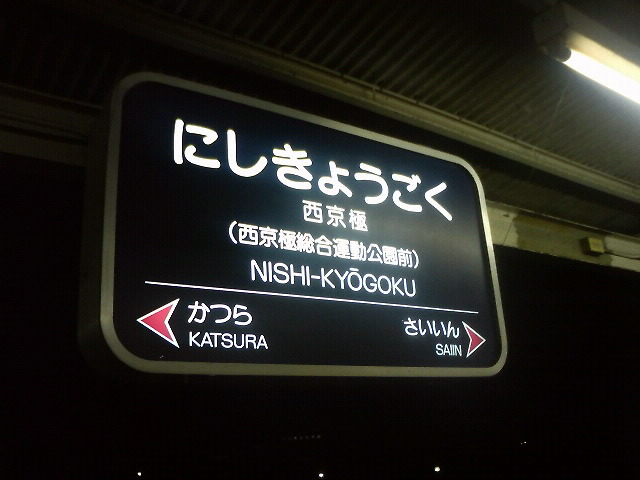 にしきょうごく
西京極
(西京極総合運動公園前)
NISHI-KYŌGOKU
かつら
KATSURA
さいいん
SAIIN